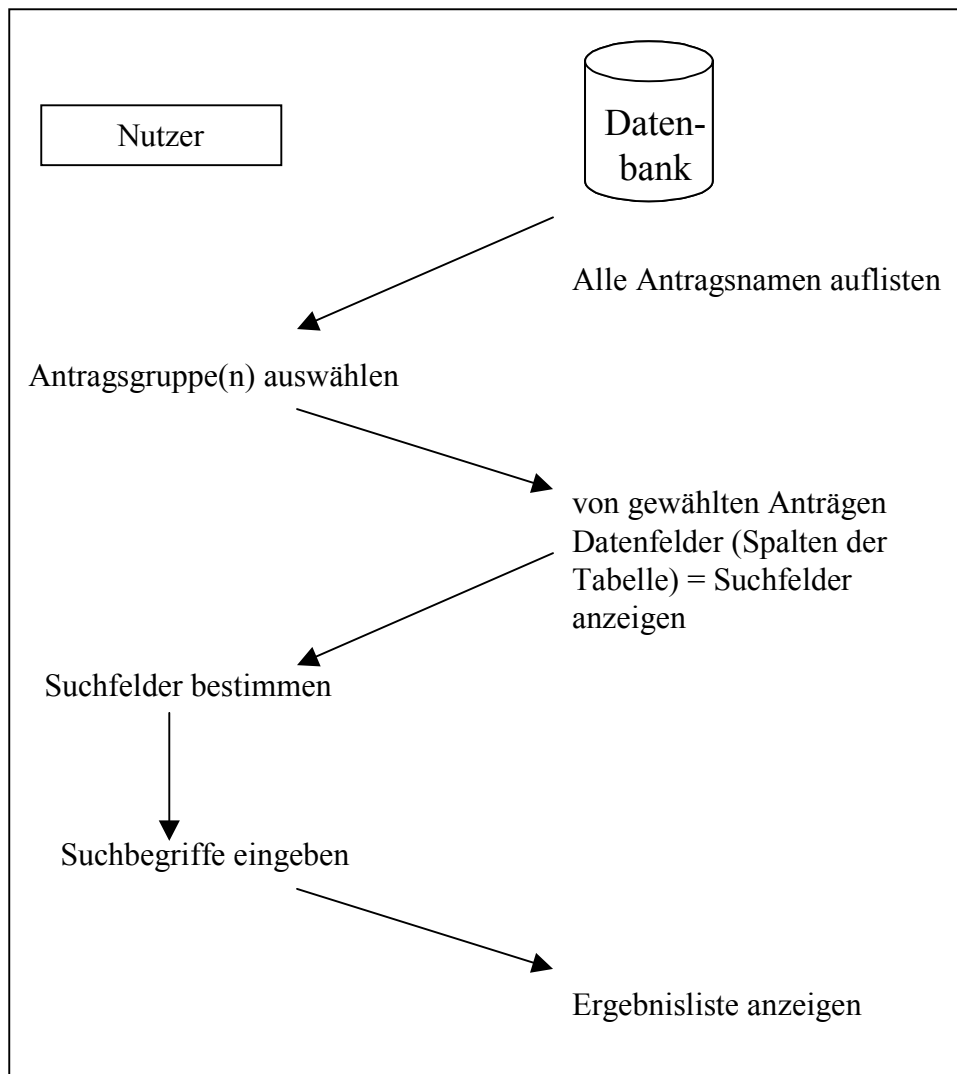 Nutzer
Daten-
bank
Alle Antragsnamen auflisten
Antragsgruppe(n) auswählen
von gewählten Anträgen
Datenfelder (Spalten der
Tabelle) = Suchfelder
anzeigen
Suchfelder bestimmen
Suchbegriffe eingeben
Ergebnisliste anzeigen